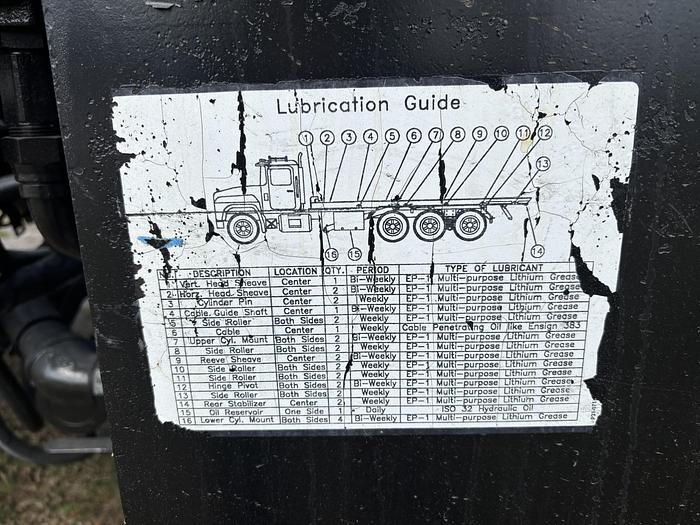 Lubrication Guide
1 2 3 4 5 6 7 8 9 10 11 12
13
16 15 14
DESCRIPTION LOCATION QTY. PERIOD TYPE OF LUBRICANT
1 Vert. Head Sheave Center 1 Bi-Weekly EP-1 Multi-purpose Lithium Grease
2 Horz. Head Sheave Center 2 Bi-Weekly EP-1 Multi-purpose Lithium Grease
3 Cylinder Pin Center 2 Weekly EP-1 Multi-purpose Lithium Grease
4 Cable Guide Shaft Center 1 Bi-Weekly EP-1 Multi-purpose Lithium Grease
5 Side Roller Both Sides 2 Weekly EP-1 Multi-purpose Lithium Grease
6 Cable Center 1 Weekly Cable Penetrating Oil like Ensign 383
7 Upper Cyl. Mount Both Sides 2 Bi-Weekly EP-1 Multi-purpose Lithium Grease
8 Side Roller Both Sides 2 Weekly EP-1 Multi-purpose Lithium Grease
9 Reeve Sheave Center 2 Bi-Weekly EP-1 Multi-purpose Lithium Grease
10 Side Roller Both Sides 2 Weekly EP-1 Multi-purpose Lithium Grease
11 Side Roller Both Sides 2 Weekly EP-1 Multi-purpose Lithium Grease
12 Hinge Pivot Both Sides 2 Bi-Weekly EP-1 Multi-purpose Lithium Grease
13 Side Roller Both Sides 2 Weekly EP-1 Multi-purpose Lithium Grease
14 Rear Stabilizer Center 2 Weekly EP-1 Multi-purpose Lithium Grease
15 Oil Reservoir One Side 1 Daily ISO 32 Hydraulic Oil
16 Lower Cyl. Mount Both Sides 4 Bi-Weekly EP-1 Multi-purpose Lithium Grease